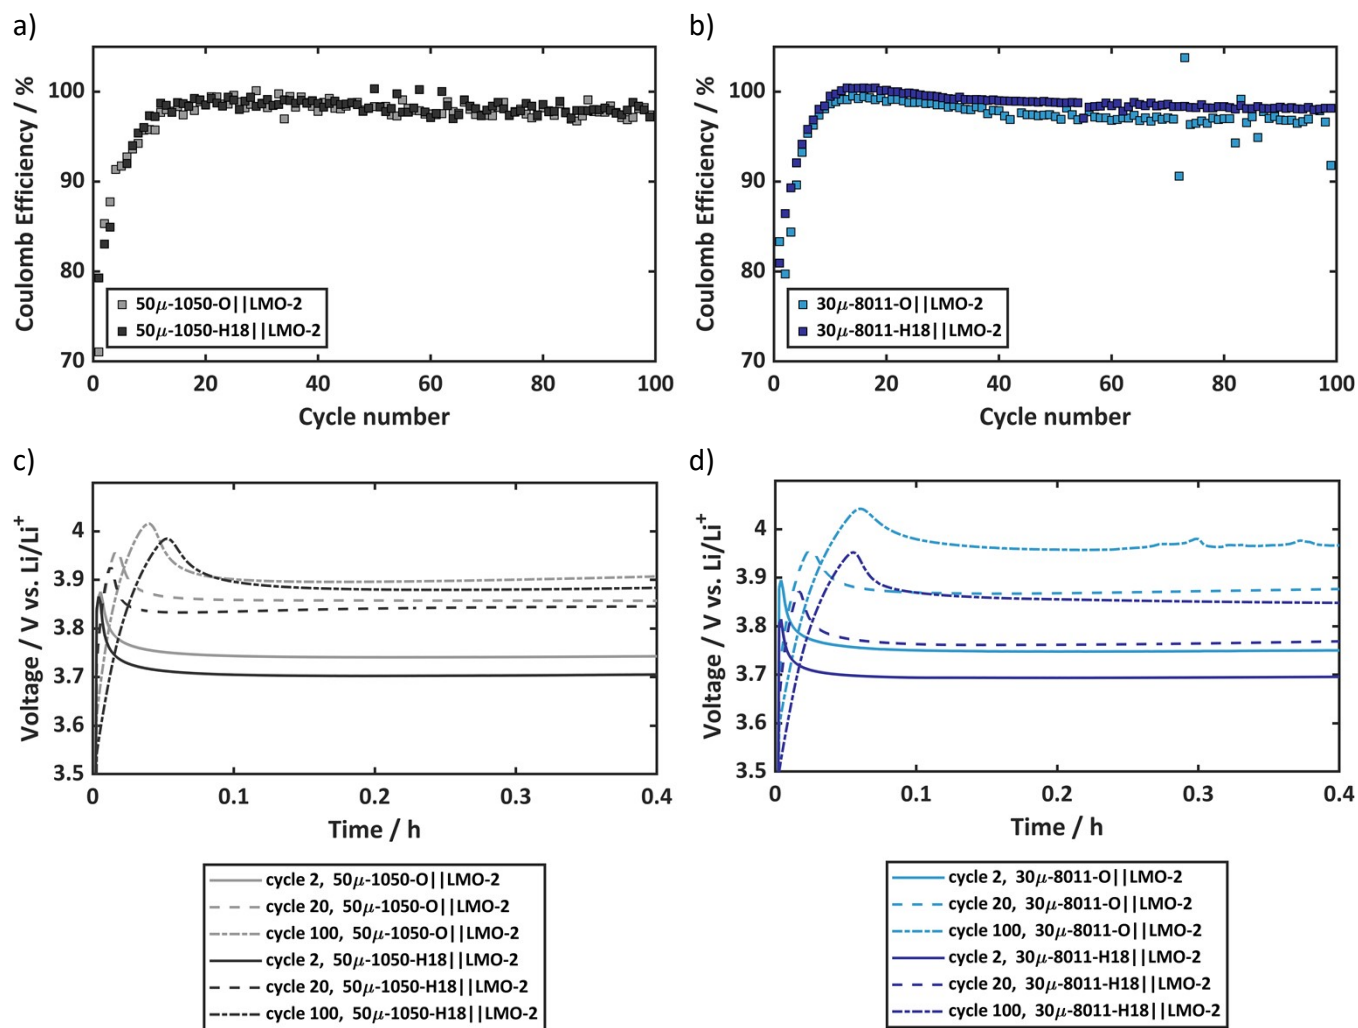 a)
Coulomb Efficiency / %
100
90
80
70
50μ-1050-O||LMO-2
50μ-1050-H18||LMO-2
0 20 40 60 80 100
Cycle number
b)
Coulomb Efficiency / %
100
90
80
70
30μ-8011-O||LMO-2
30μ-8011-H18||LMO-2
0 20 40 60 80 100
Cycle number
c)
Voltage / V vs. Li/Li⁺
4
3.9
3.8
3.7
3.6
3.5
0 0.1 0.2 0.3 0.4
Time / h
cycle 2, 50μ-1050-O||LMO-2
cycle 20, 50μ-1050-O||LMO-2
cycle 100, 50μ-1050-O||LMO-2
cycle 2, 50μ-1050-H18||LMO-2
cycle 20, 50μ-1050-H18||LMO-2
cycle 100, 50μ-1050-H18||LMO-2
d)
Voltage / V vs. Li/Li⁺
4
3.9
3.8
3.7
3.6
3.5
0 0.1 0.2 0.3 0.4
Time / h
cycle 2, 30μ-8011-O||LMO-2
cycle 20, 30μ-8011-O||LMO-2
cycle 100, 30μ-8011-O||LMO-2
cycle 2, 30μ-8011-H18||LMO-2
cycle 20, 30μ-8011-H18||LMO-2
cycle 100, 30μ-8011-H18||LMO-2